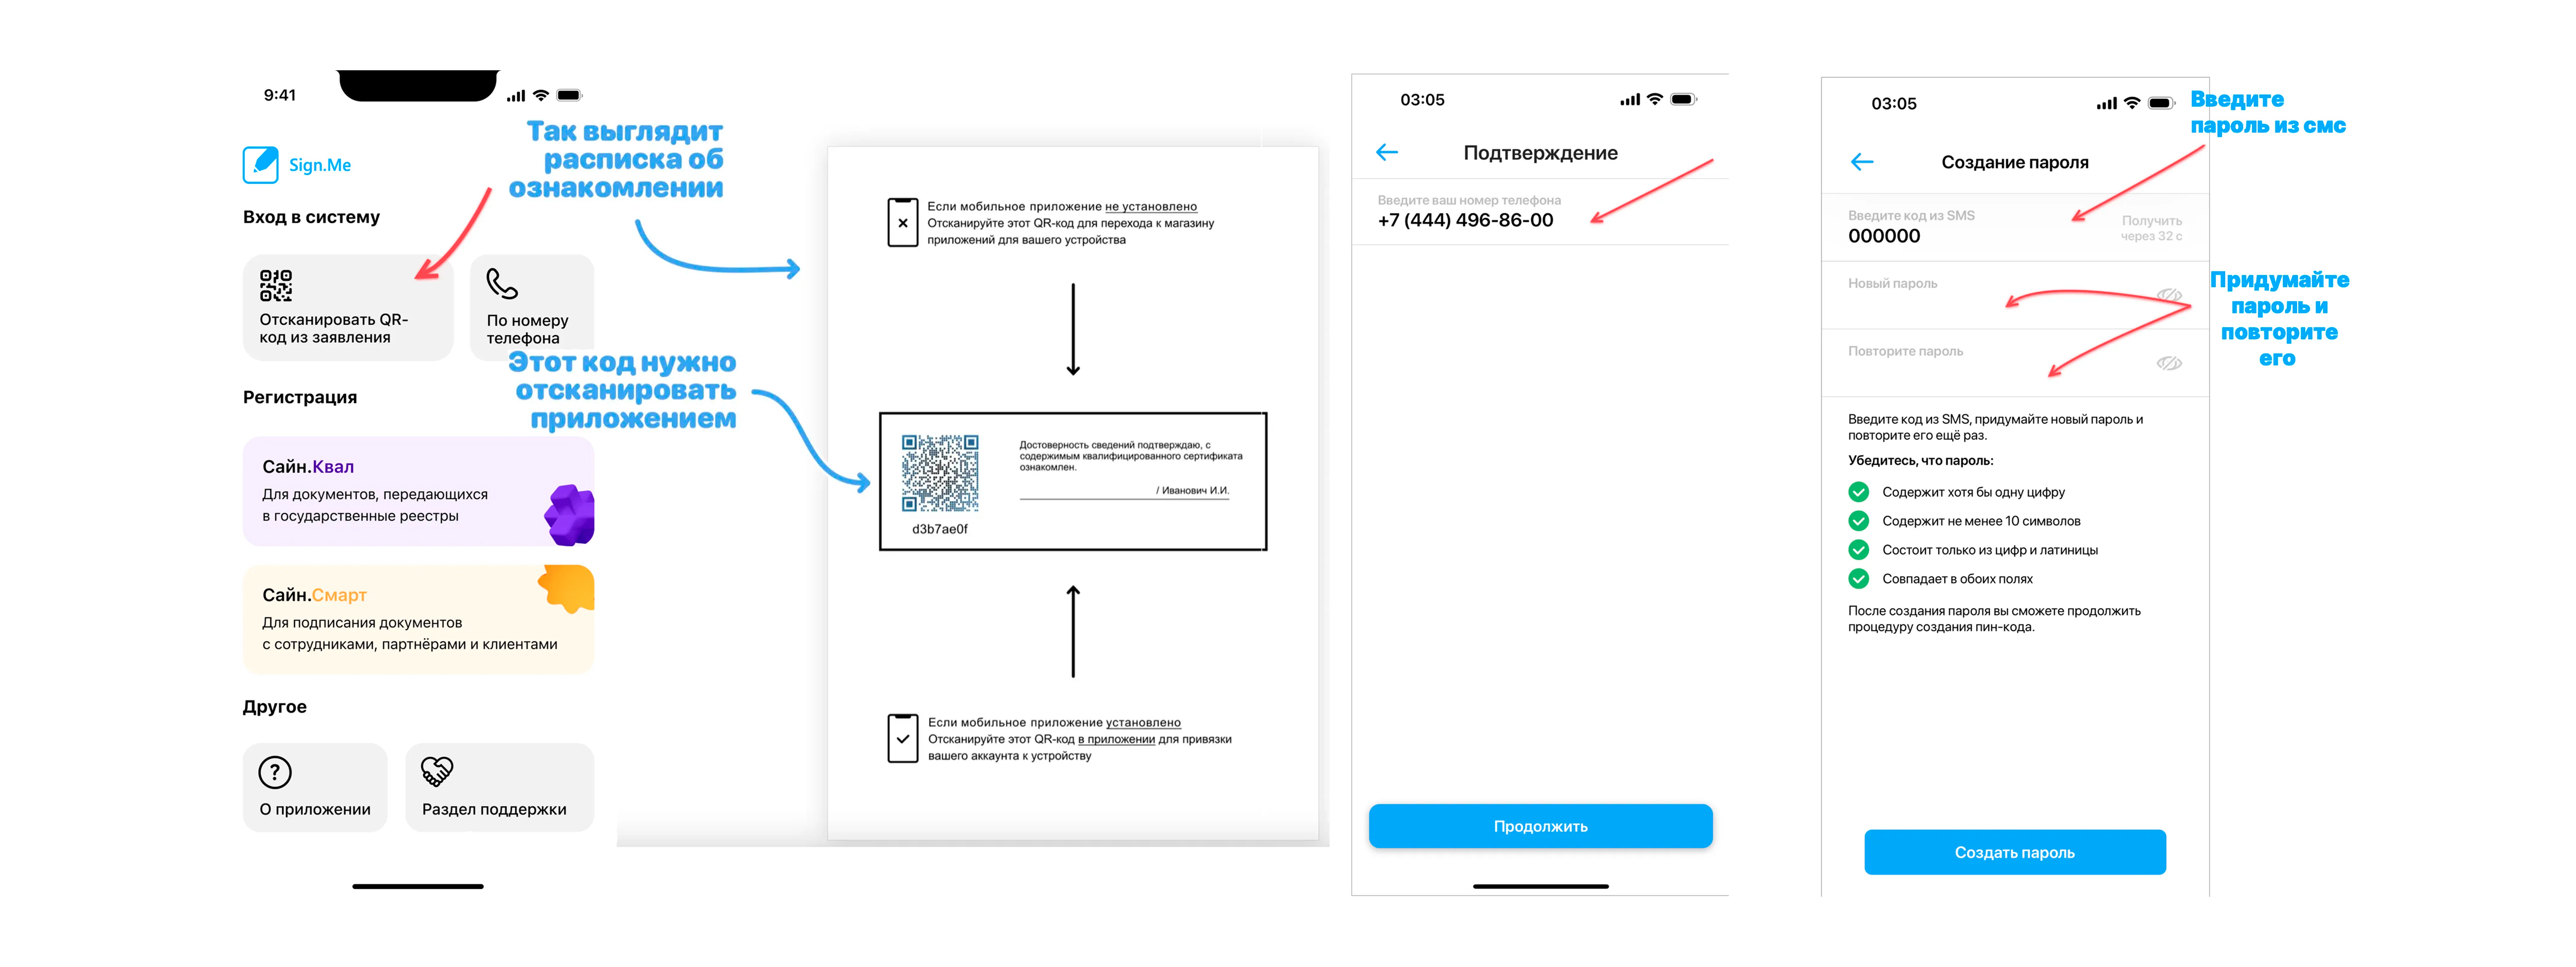 9:41
Sign.Me
Вход в систему
Отсканировать QR-
код из заявления
По номеру
телефона
Регистрация
Сайн.Квал
Для документов, передающихся
в государственные реестры
Сайн.Смарт
Для подписания документов
с сотрудниками, партнёрами и клиентами
Другое
О приложении
Раздел поддержки
Так выглядит
расписка об
ознакомлении
Этот код нужно
отсканировать
приложением
Если мобильное приложение не установлено
Отсканируйте этот QR-код для перехода к магазину
приложений для вашего устройства
d3b7ae0f
Достоверность сведений подтверждаю, с
содержимым квалифицированного сертификата
ознакомлен.
/ Иванович И.И.
Если мобильное приложение установлено
Отсканируйте этот QR-код в приложении для привязки
вашего аккаунта к устройству
03:05
Подтверждение
Введите ваш номер телефона
+7 (444) 496-86-00
Продолжить
03:05
Создание пароля
Введите код из SMS
000000
Получить
через 32 с
Новый пароль
Повторите пароль
Введите код из SMS, придумайте новый пароль и
повторите его ещё раз.
Убедитесь, что пароль:
Содержит хотя бы одну цифру
Содержит не менее 10 символов
Состоит только из цифр и латиницы
Совпадает в обоих полях
После создания пароля вы сможете продолжить
процедуру создания пин-кода.
Создать пароль
Введите
пароль из смс
Придумайте
пароль и
повторите
его